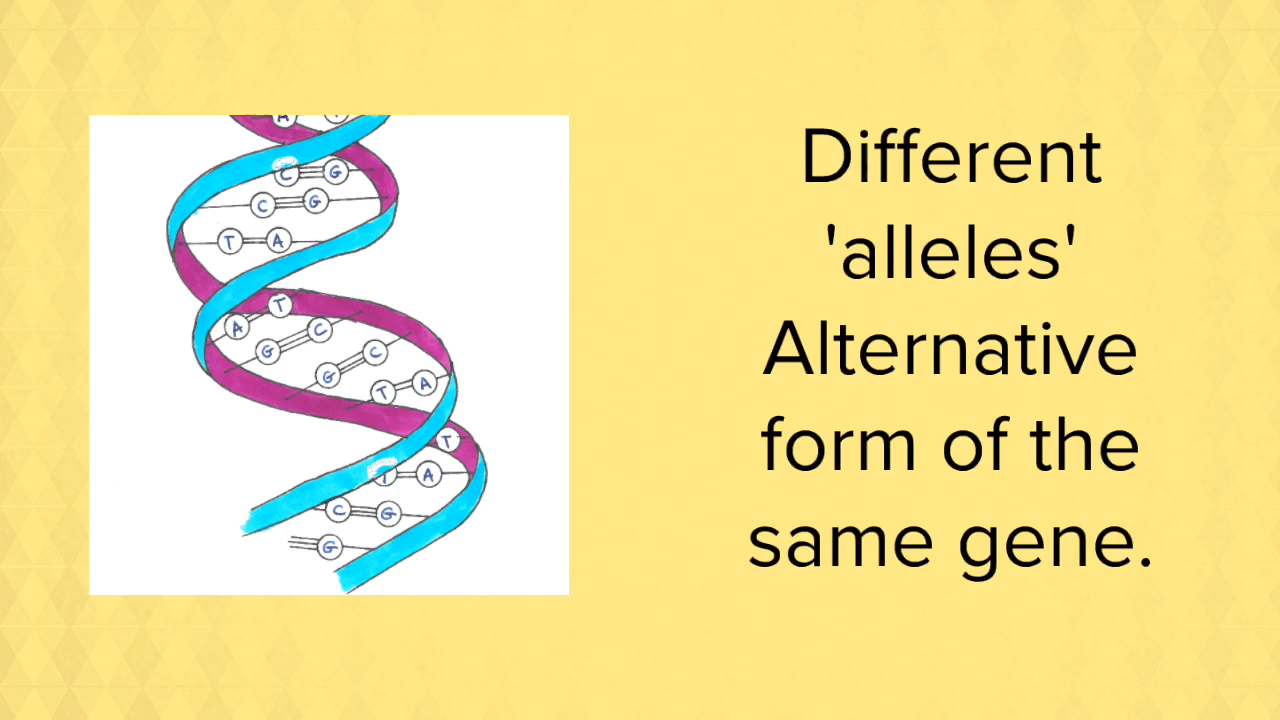 A
C G
C G
T A
T
A
C
G
C
G
A
T
T
T A
C G
G
Different
'alleles'
Alternative
form of the
same gene.